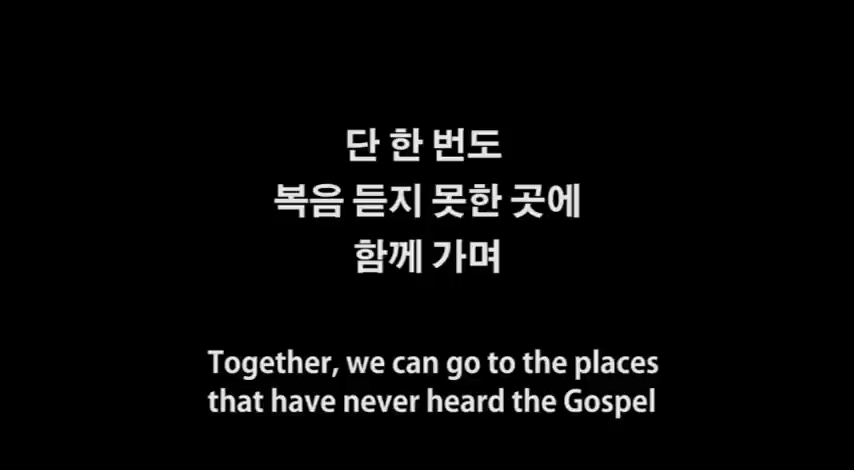 단 한 번도
복음 듣지 못한 곳에
함께 가며
Together, we can go to the places
that have never heard the Gospel